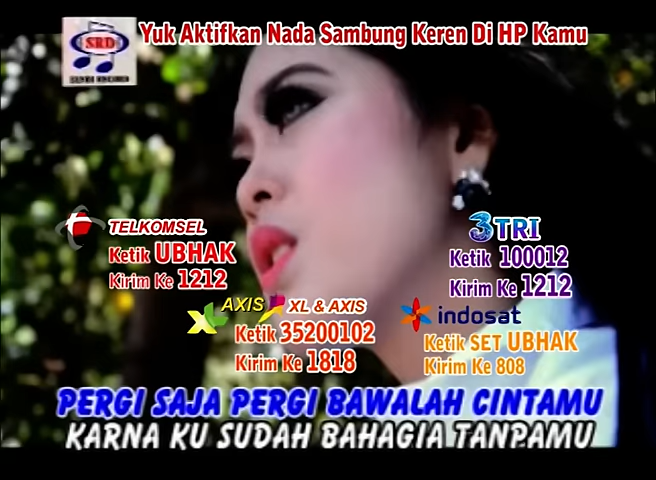 SRD
Yuk Aktifkan Nada Sambung Keren Di HP Kamu
TELKOMSEL
Ketik UBHAK
Kirim Ke 1212
3TRI
Ketik 100012
Kirim Ke 1212
XL AXIS XL & AXIS
Ketik 35200102
Kirim Ke 1818
indosat
Ketik SET UBHAK
Kirim Ke 808
PERGI SAJA PERGI BAWALAH CINTAMU
KARNA KU SUDAH BAHAGIA TANPAMU